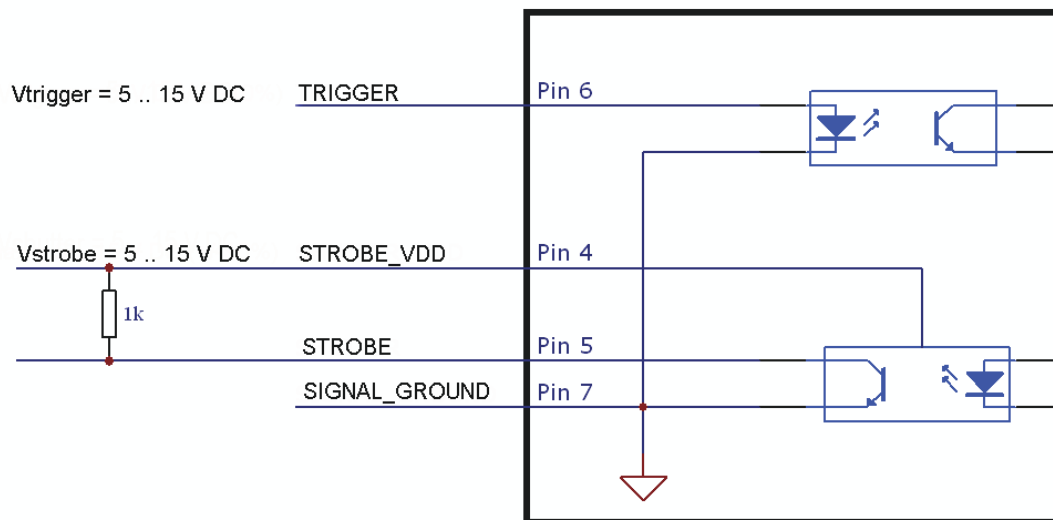 Vtrigger = 5 .. 15 V DC TRIGGER Pin 6
Vstrobe = 5 .. 15 V DC STROBE_VDD Pin 4
1k
STROBE Pin 5
SIGNAL_GROUND Pin 7